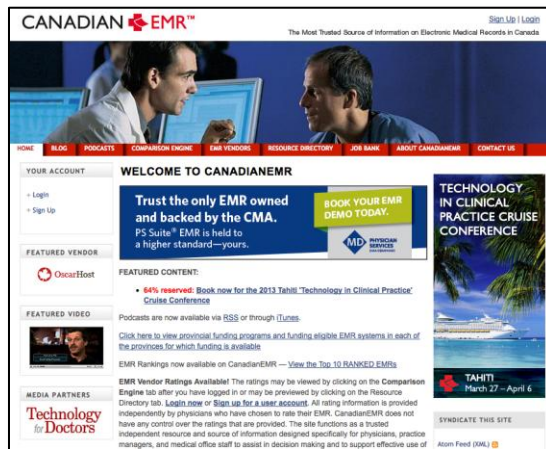 CANADIAN EMR™
Sign Up | Login
The Most Trusted Source of Information on Electronic Medical Records in Canada
HOME BLOG PODCASTS COMPARISON ENGINE EMR VENDORS RESOURCE DIRECTORY JOB BANK ABOUT CANADIANEMR CONTACT US
YOUR ACCOUNT
Login
Sign Up
FEATURED VENDOR
OscarHost
FEATURED VIDEO
MEDIA PARTNERS
Technology
for Doctors
WELCOME TO CANADIANEMR
Trust the only EMR owned
and backed by the CMA.
PS Suite® EMR is held to
a higher standard—yours.
BOOK YOUR EMR
DEMO TODAY.
MD PHYSICIAN
SERVICES
FEATURED CONTENT:
64% reserved: Book now for the 2013 Tahiti 'Technology in Clinical Practice'
Cruise Conference
Podcasts are now available via RSS or through iTunes.
Click here to view provincial funding programs and funding eligible EMR systems in each of
the provinces for which funding is available
EMR Rankings now available on CanadianEMR — View the Top 10 RANKED EMRs
EMR Vendor Ratings Available! The ratings may be viewed by clicking on the Comparison
Engine tab after you have logged in or may be previewed by clicking on the Resource
Directory tab. Login now or Sign up for a user account. All rating information is provided
independently by physicians who have chosen to rate their EMR. CanadianEMR does not
have any control over the ratings that are provided. The site functions as a trusted
independent resource and source of information designed specifically for physicians, practice
managers, and medical office staff to assist in decision making and to support effective use of
TECHNOLOGY
IN CLINICAL
PRACTICE CRUISE
CONFERENCE
TAHITI
March 27 – April 6
SYNDICATE THIS SITE
Atom Feed (XML)